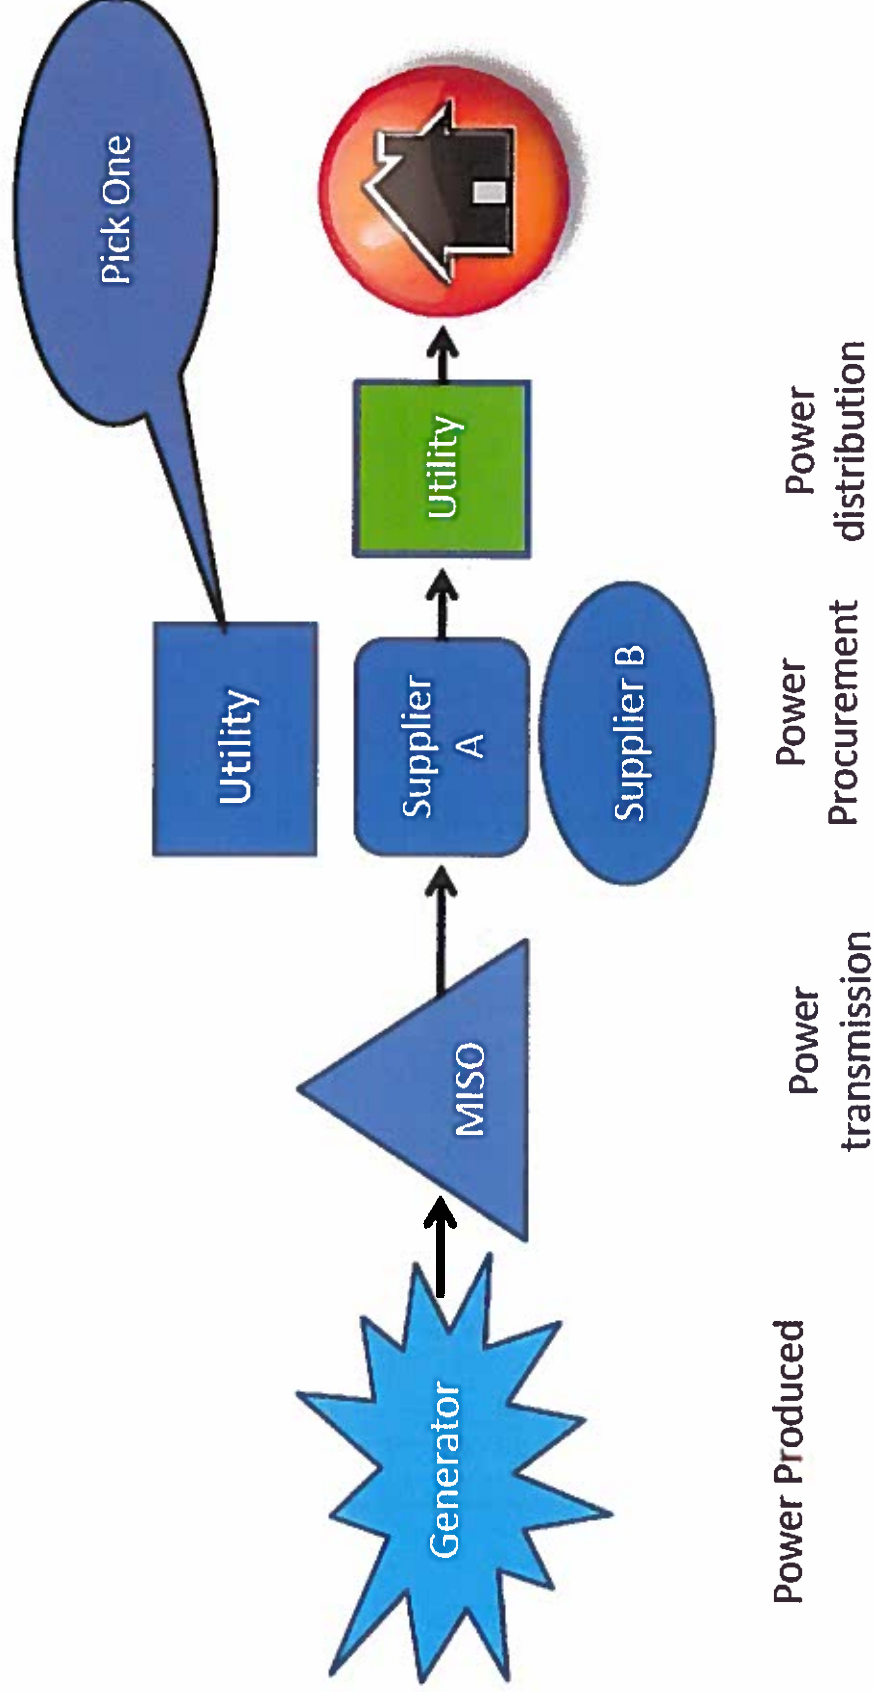 Pick One
Utility
Generator
MISO
Supplier
A
Utility
Supplier B
Power Produced
Power
transmission
Power
Procurement
Power
distribution